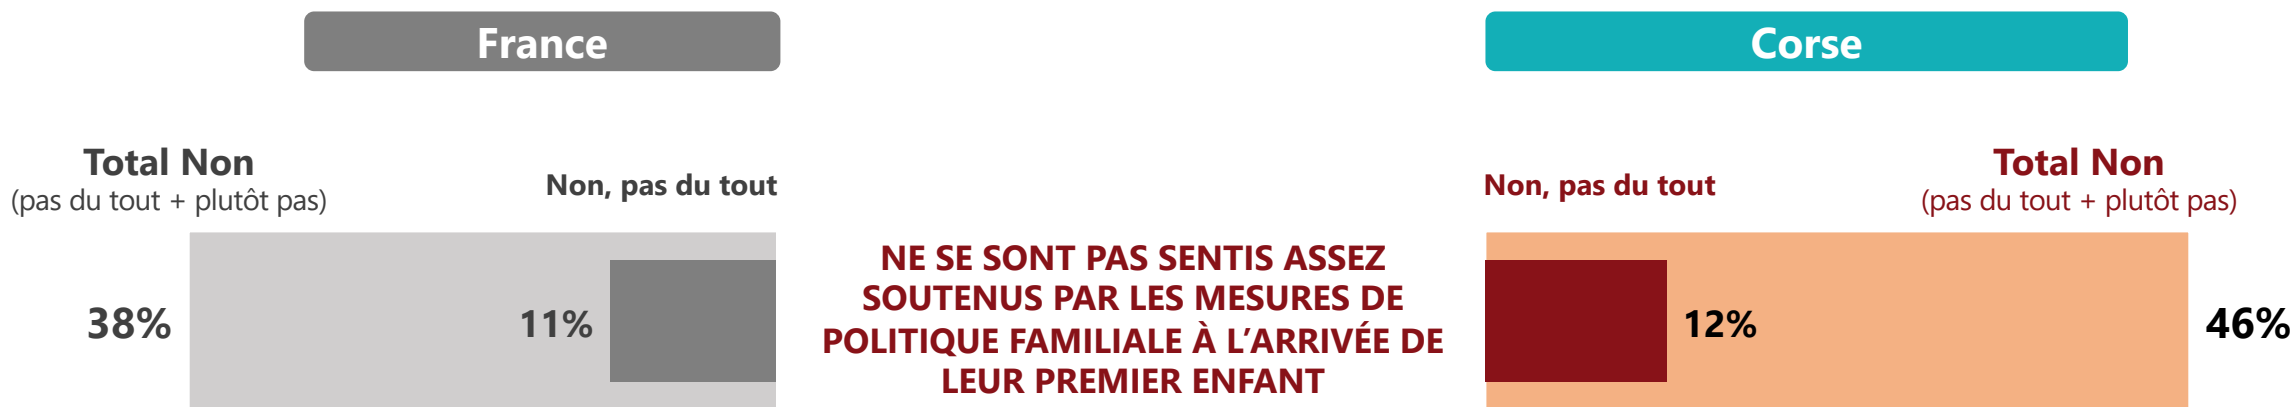 France
Corse
Total Non
(pas du tout + plutôt pas)
Non, pas du tout
Non, pas du tout
Total Non
(pas du tout + plutôt pas)
38%
11%
NE SE SONT PAS SENTIS ASSEZ
SOUTENUS PAR LES MESURES DE
POLITIQUE FAMILIALE À L’ARRIVÉE DE
LEUR PREMIER ENFANT
12%
46%